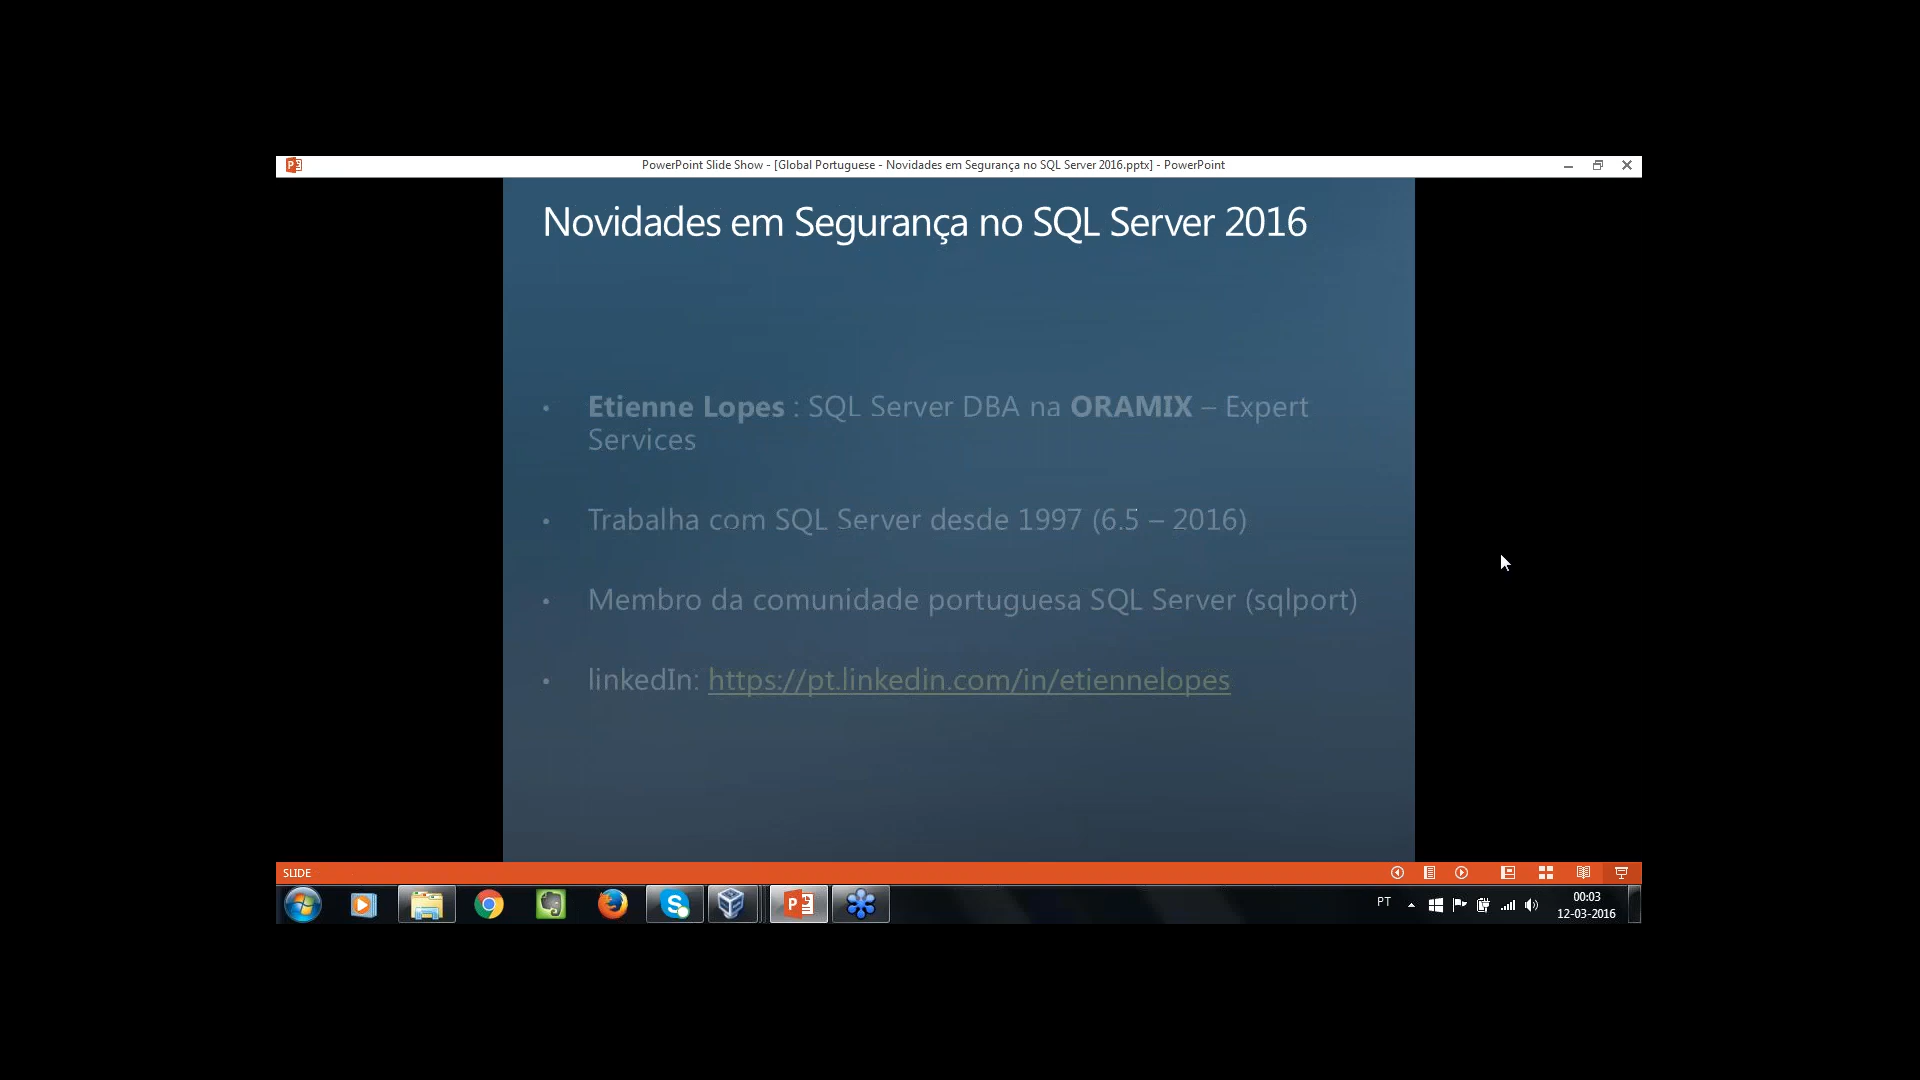 PowerPoint Slide Show - [Global Portuguese - Novidades em Segurança no SQL Server 2016.pptx] - PowerPoint
Novidades em Segurança no SQL Server 2016
• Etienne Lopes : SQL Server DBA na ORAMIX – Expert
Services
• Trabalha com SQL Server desde 1997 (6.5 – 2016)
• Membro da comunidade portuguesa SQL Server (sqlport)
• linkedIn: https://pt.linkedin.com/in/etiennelopes
SLIDE
PT
00:03
12-03-2016